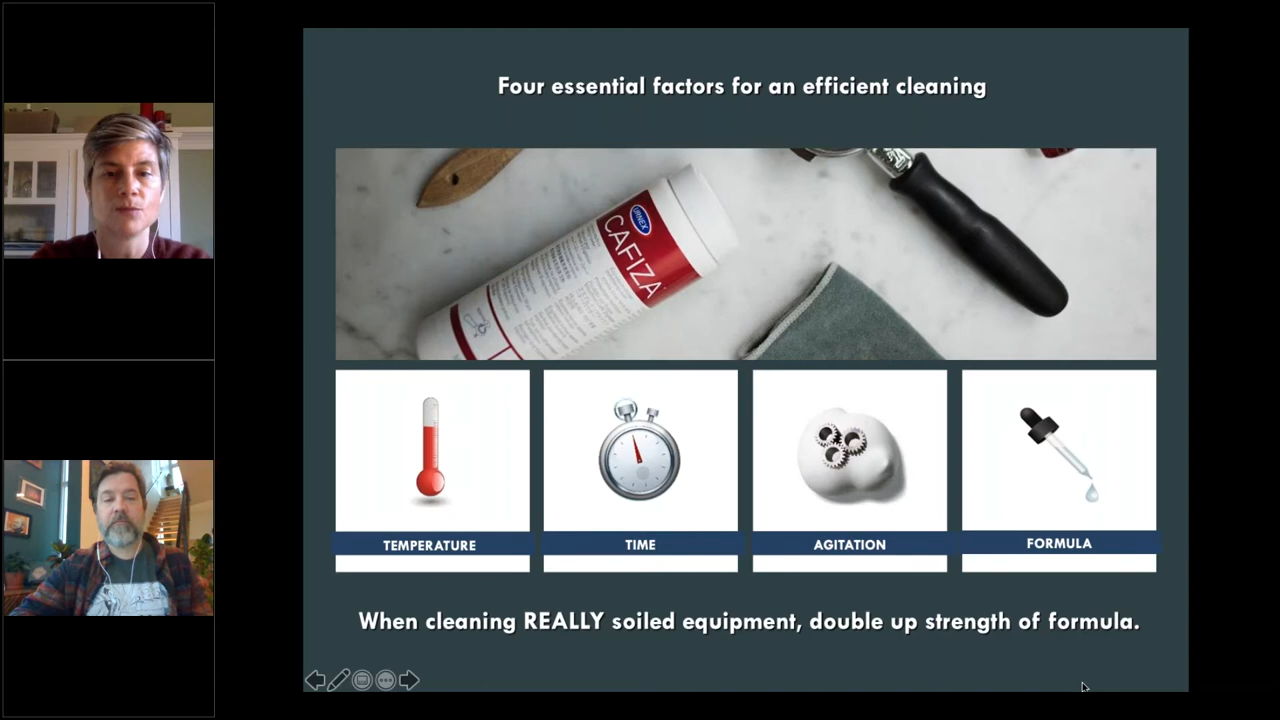 Four essential factors for an efficient cleaning
URNEX
CAFIZA
TEMPERATURE
TIME
AGITATION
FORMULA
When cleaning REALLY soiled equipment, double up strength of formula.